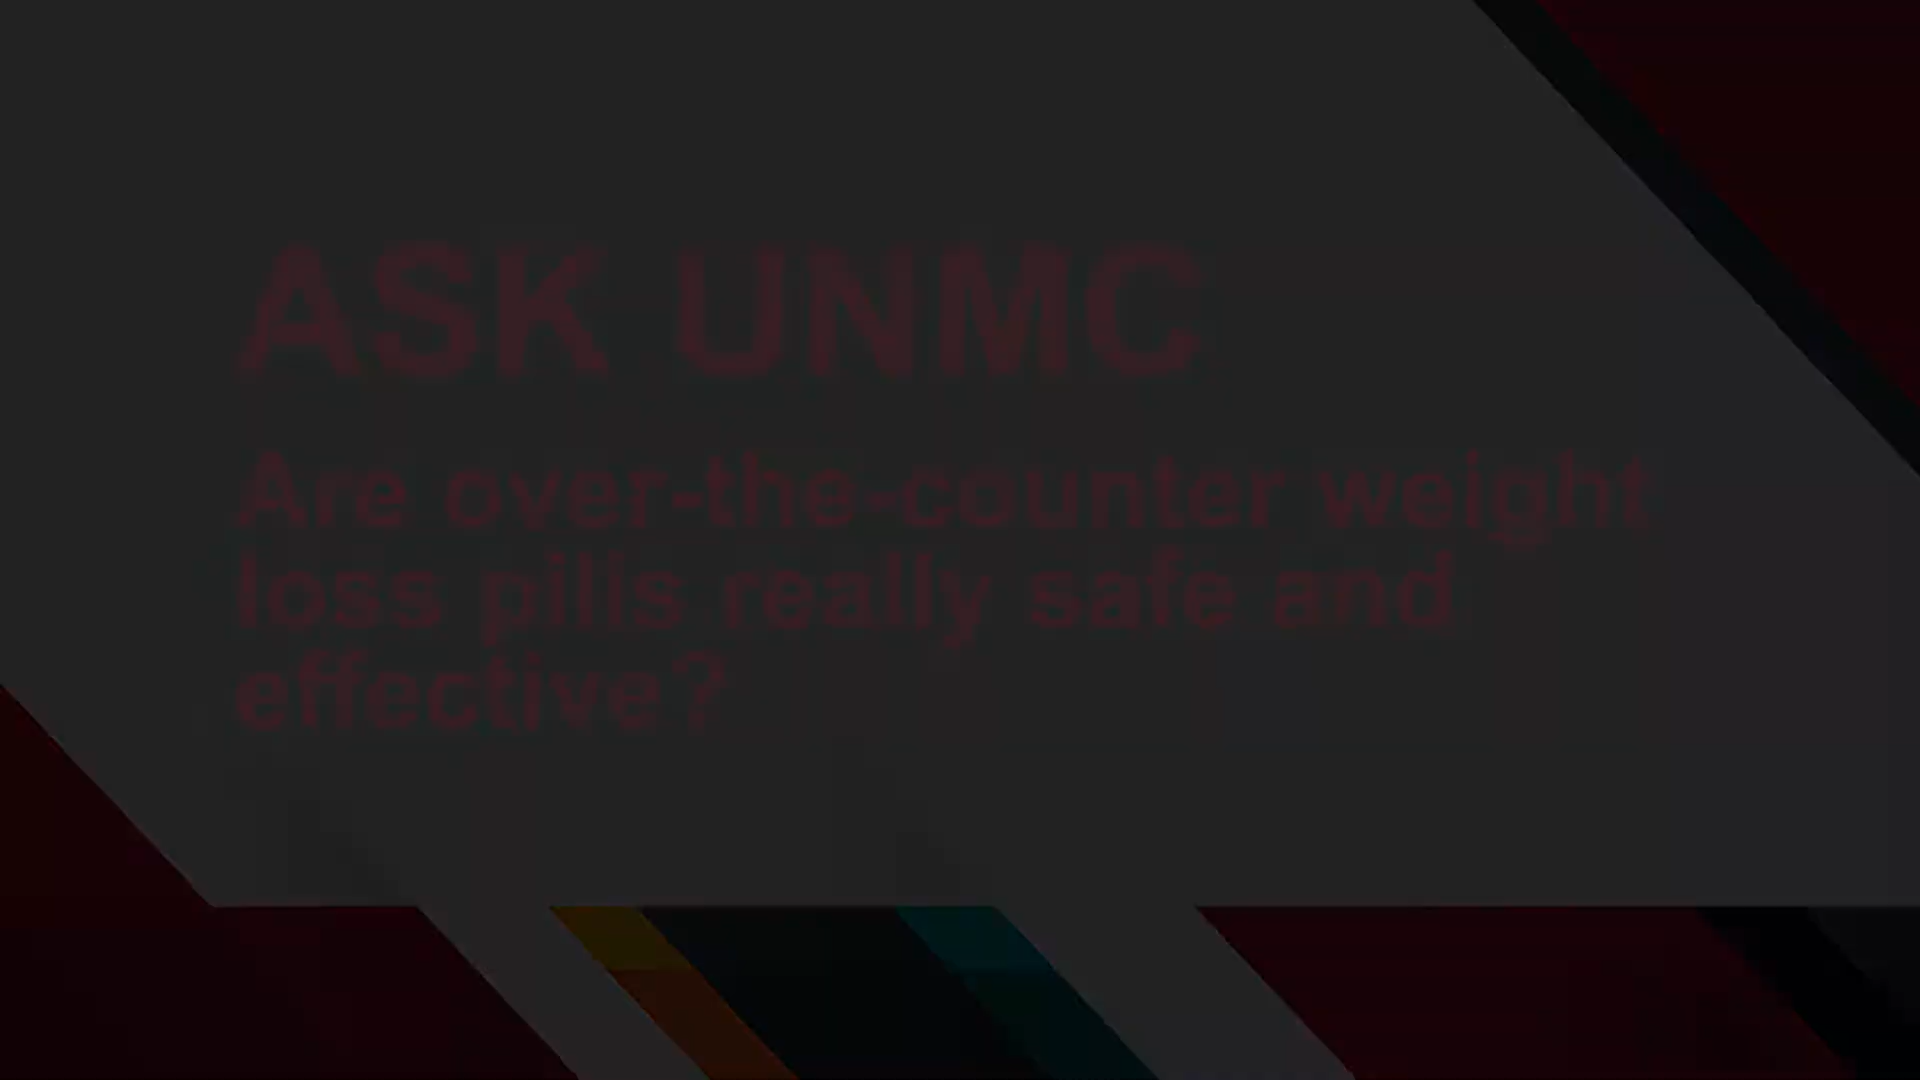 ASK UNMC
Are over-the-counter weight
loss pills really safe and
effective?